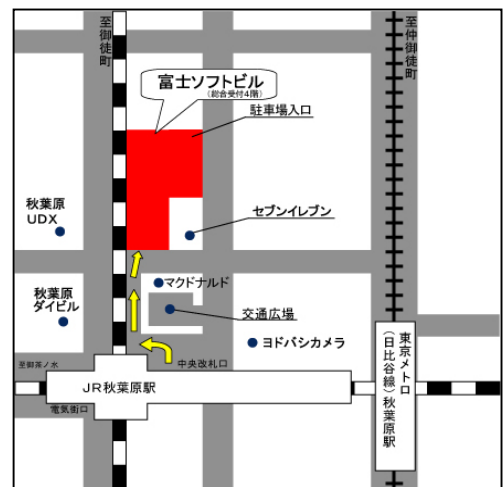 至御徒町
至仲御徒町
富士ソフトビル
(総合受付4階)
駐車場入口
秋葉原
UDX
セブンイレブン
マクドナルド
秋葉原
ダイビル
交通広場
ヨドバシカメラ
至御茶ノ水
中央改札口
JR秋葉原駅
電気街口
東京メトロ
(日比谷線)秋葉原駅